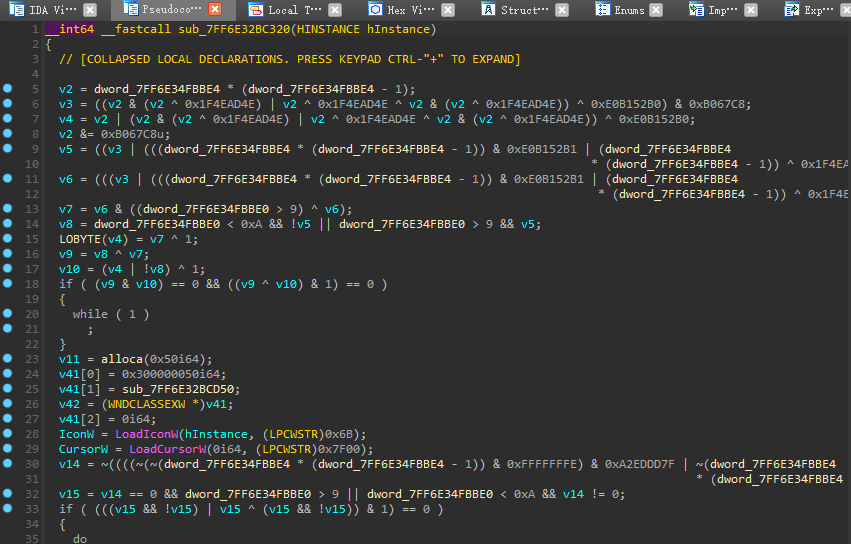 IDA Vi··· Pseudoco··· Local T··· Hex Vi··· Struct··· Enums Imp··· Exp···
1 __int64 __fastcall sub_7FF6E32BC320(HINSTANCE hInstance)
2 {
3 // [COLLAPSED LOCAL DECLARATIONS. PRESS KEYPAD CTRL-"+" TO EXPAND]
4
5 v2 = dword_7FF6E34FBBE4 * (dword_7FF6E34FBBE4 - 1);
6 v3 = ((v2 & (v2 ^ 0x1F4EAD4E) | v2 ^ 0x1F4EAD4E ^ v2 & (v2 ^ 0x1F4EAD4E)) ^ 0xE0B152B0) & 0xB067C8;
7 v4 = v2 | (v2 & (v2 ^ 0x1F4EAD4E) | v2 ^ 0x1F4EAD4E ^ v2 & (v2 ^ 0x1F4EAD4E)) ^ 0xE0B152B0;
8 v2 &= 0xB067C8u;
9 v5 = ((v3 | (((dword_7FF6E34FBBE4 * (dword_7FF6E34FBBE4 - 1)) & 0xE0B152B1 | (dword_7FF6E34FBBE4
10 * (dword_7FF6E34FBBE4 - 1)) ^ 0x1F4EA
11 v6 = (((v3 | (((dword_7FF6E34FBBE4 * (dword_7FF6E34FBBE4 - 1)) & 0xE0B152B1 | (dword_7FF6E34FBBE4
12 * (dword_7FF6E34FBBE4 - 1)) ^ 0x1F4E
13 v7 = v6 & ((dword_7FF6E34FBBE0 > 9) ^ v6);
14 v8 = dword_7FF6E34FBBE0 < 0xA && !v5 || dword_7FF6E34FBBE0 > 9 && v5;
15 LOBYTE(v4) = v7 ^ 1;
16 v9 = v8 ^ v7;
17 v10 = (v4 | !v8) ^ 1;
18 if ( (v9 & v10) == 0 && ((v9 ^ v10) & 1) == 0 )
19 {
20 while ( 1 )
21 ;
22 }
23 v11 = alloca(0x50i64);
24 v41[0] = 0x300000050i64;
25 v41[1] = sub_7FF6E32BCD50;
26 v42 = (WNDCLASSEXW *)v41;
27 v41[2] = 0i64;
28 IconW = LoadIconW(hInstance, (LPCWSTR)0x6B);
29 CursorW = LoadCursorW(0i64, (LPCWSTR)0x7F00);
30 v14 = ~((((~(~(dword_7FF6E34FBBE4 * (dword_7FF6E34FBBE4 - 1)) & 0xFFFFFFFE) & 0xA2EDDD7F | ~(dword_7FF6E34FBBE4
31 * (dword_7FF6E34FBBE4
32 v15 = v14 == 0 && dword_7FF6E34FBBE0 > 9 || dword_7FF6E34FBBE0 < 0xA && v14 != 0;
33 if ( (((v15 && !v15) | v15 ^ (v15 && !v15)) & 1) == 0 )
34 {
35 do